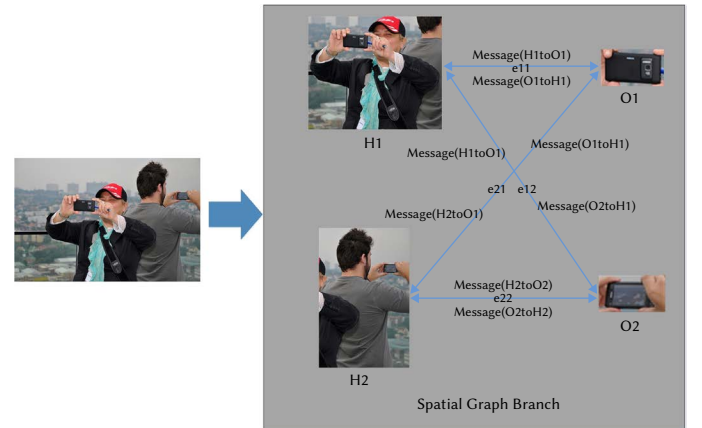 Message(H1toO1)
e11
Message(O1toH1)
O1
H1
Message(H1toO1)
Message(O1toH1)
e21
e12
Message(H2toO1)
Message(O2toH1)
Message(H2toO2)
e22
Message(O2toH2)
O2
H2
Spatial Graph Branch